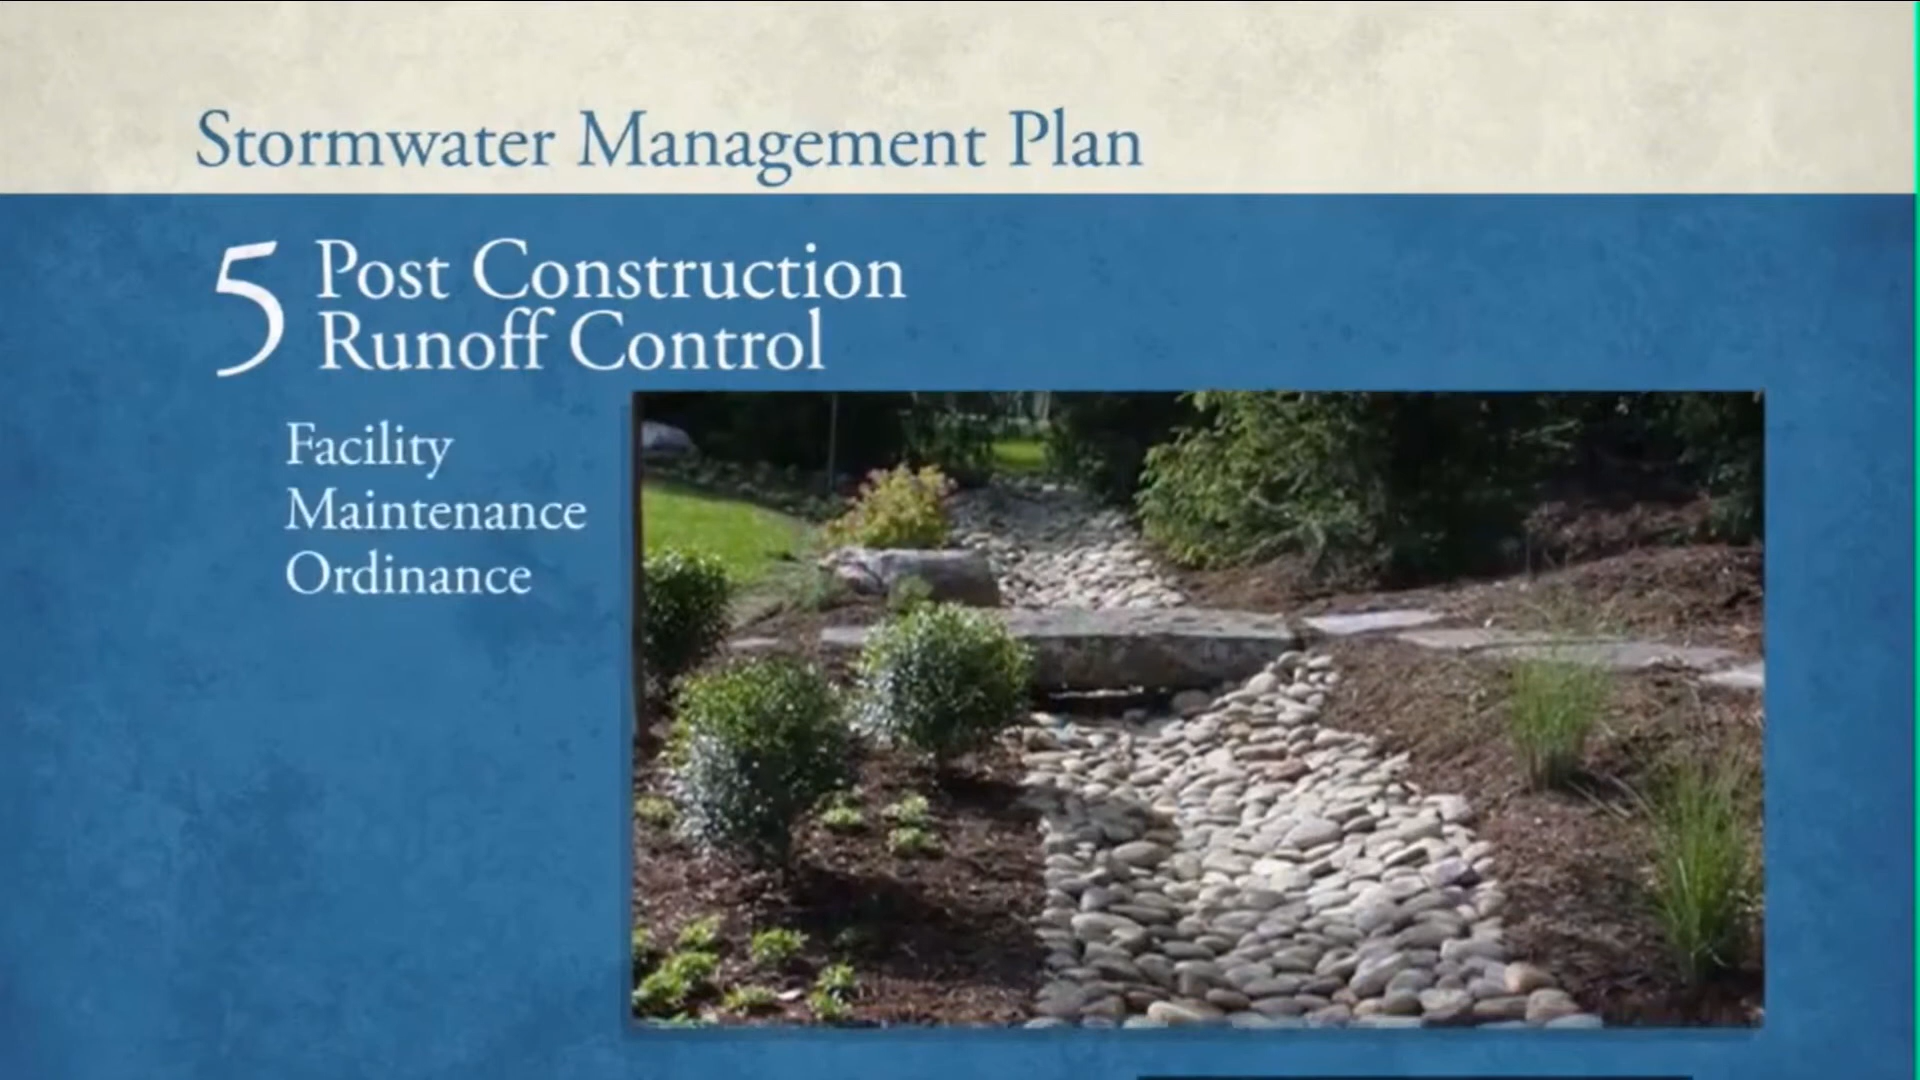 Stormwater Management Plan
5 Post Construction
Runoff Control
Facility
Maintenance
Ordinance